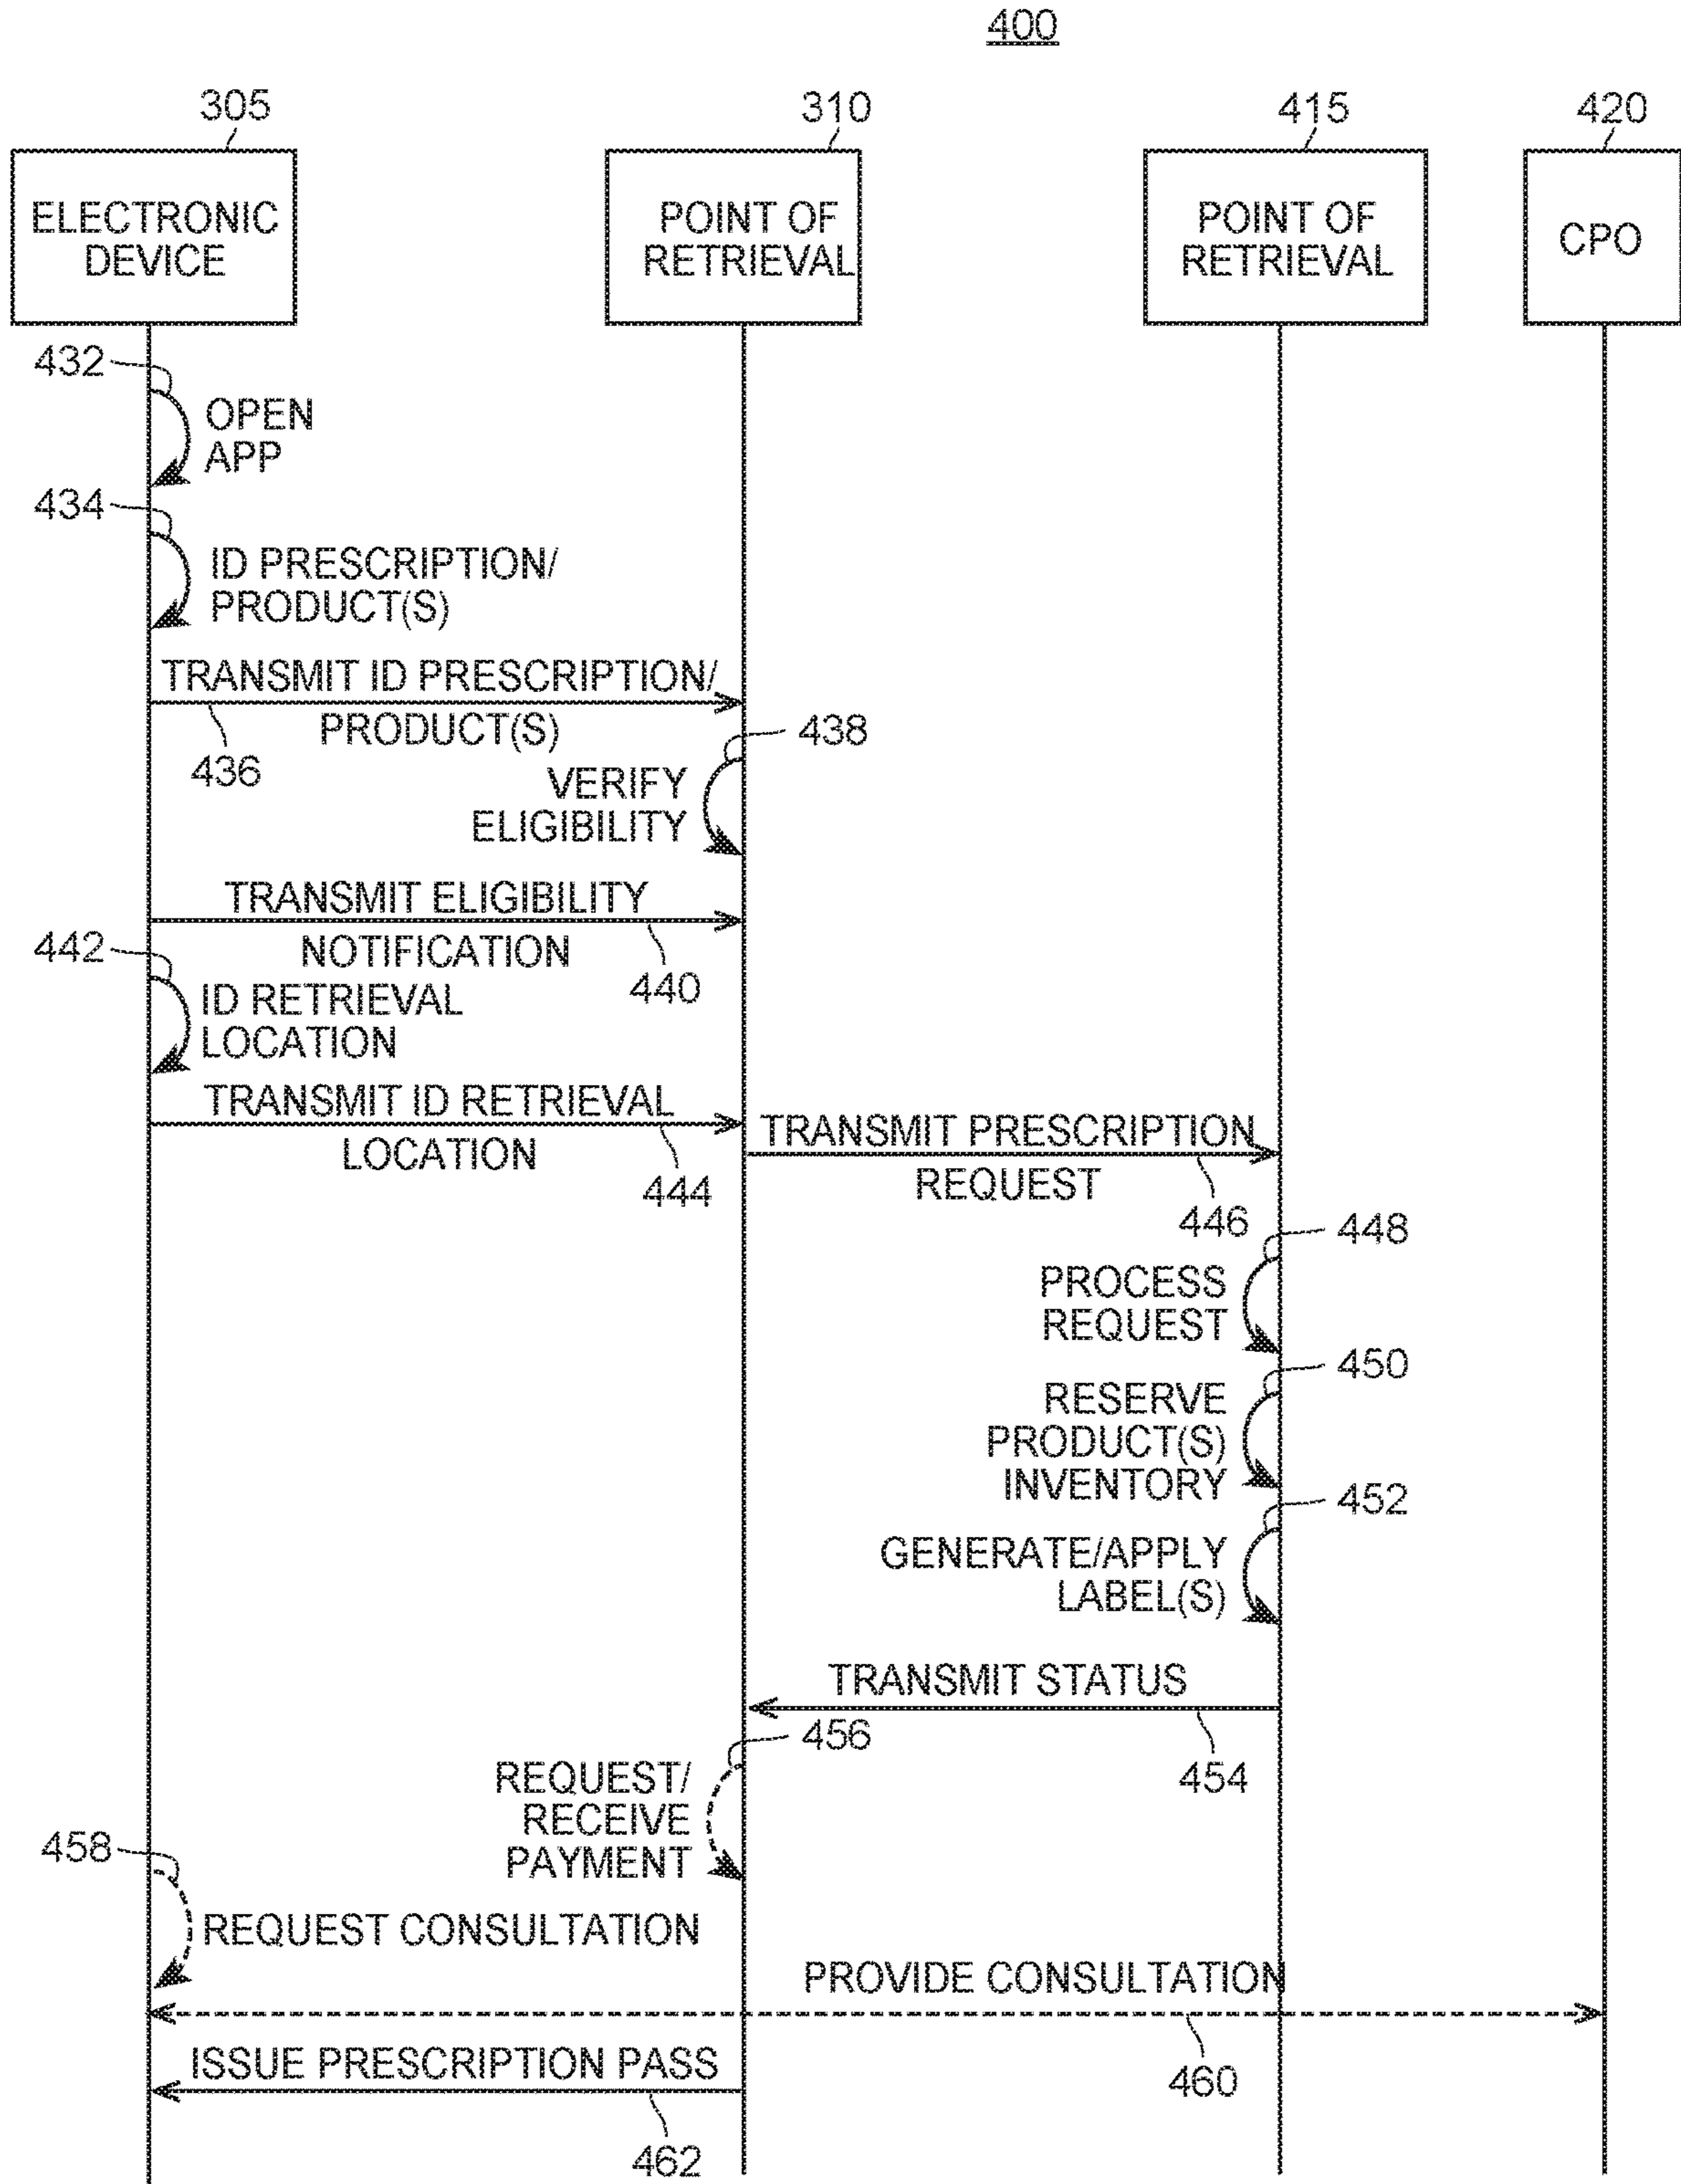 400
305
310
415
420
ELECTRONIC
DEVICE
POINT OF
RETRIEVAL
POINT OF
RETRIEVAL
CPO
432
OPEN
APP
434
ID PRESCRIPTION/
PRODUCT(S)
TRANSMIT ID PRESCRIPTION/
PRODUCT(S)
436
438
VERIFY
ELIGIBILITY
TRANSMIT ELIGIBILITY
NOTIFICATION
440
442
ID RETRIEVAL
LOCATION
TRANSMIT ID RETRIEVAL
LOCATION
444
TRANSMIT PRESCRIPTION
REQUEST
446
448
PROCESS
REQUEST
450
RESERVE
PRODUCT(S)
INVENTORY
452
GENERATE/APPLY
LABEL(S)
TRANSMIT STATUS
454
456
REQUEST/
RECEIVE
PAYMENT
458
REQUEST CONSULTATION
PROVIDE CONSULTATION
460
ISSUE PRESCRIPTION PASS
462